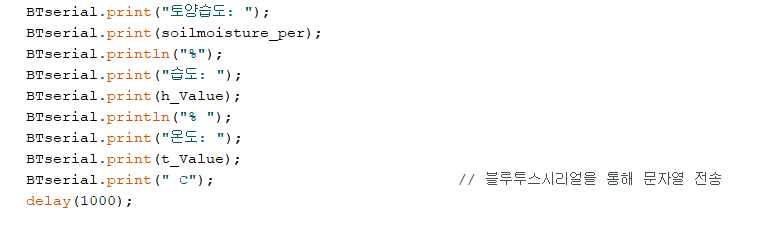 BTserial.print("토양습도: ");
BTserial.print(soilmoisture_per);
BTserial.println("%");
BTserial.print("습도: ");
BTserial.print(h_Value);
BTserial.println("% ");
BTserial.print("온도: ");
BTserial.print(t_Value);
BTserial.print(" C"); // 블루투스시리얼을 통해 문자열 전송
delay(1000);